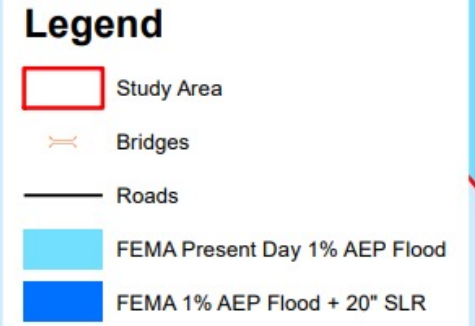 Legend
Study Area
Bridges
Roads
FEMA Present Day 1% AEP Flood
FEMA 1% AEP Flood + 20" SLR